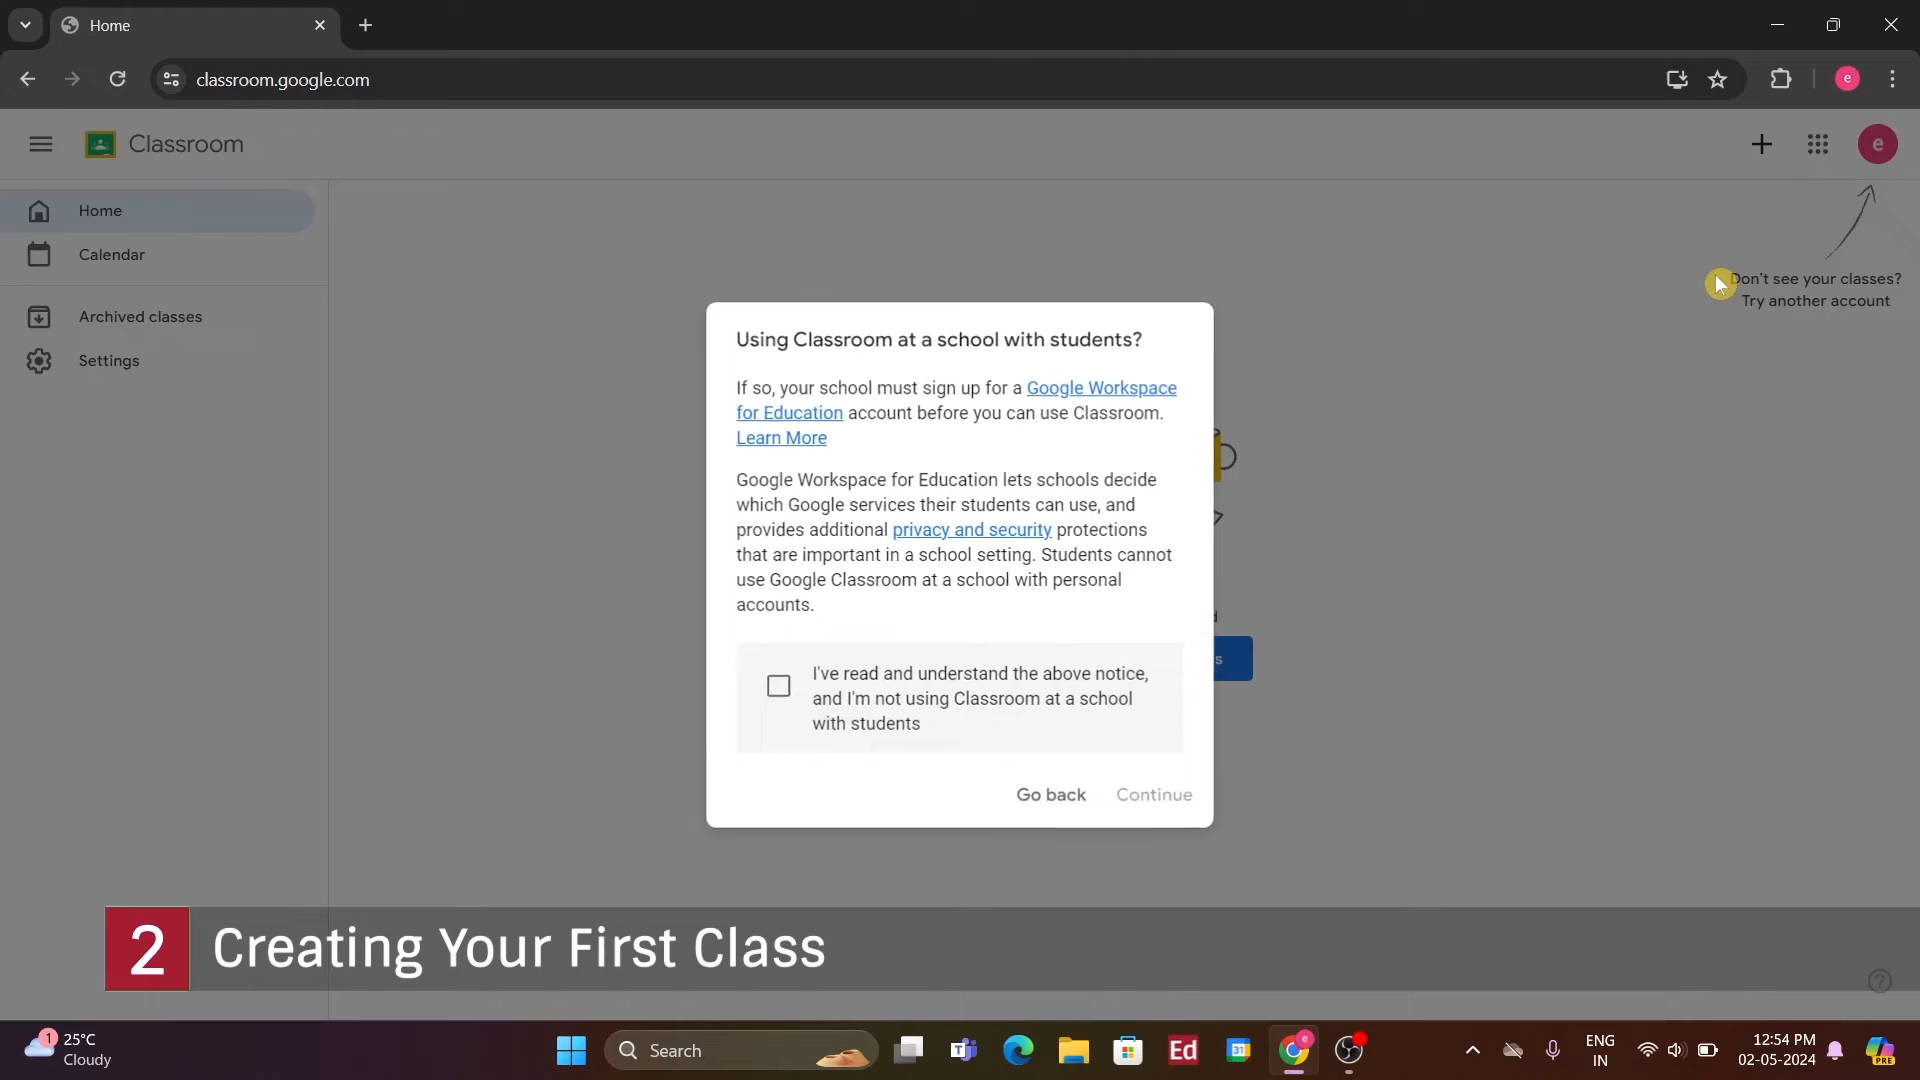 Home
classroom.google.com
e
Classroom
e
Home
Calendar
Archived classes
Settings
Don't see your classes?
Try another account
Using Classroom at a school with students?
If so, your school must sign up for a Google Workspace
for Education account before you can use Classroom.
Learn More
Google Workspace for Education lets schools decide
which Google services their students can use, and
provides additional privacy and security protections
that are important in a school setting. Students cannot
use Google Classroom at a school with personal
accounts.
d
s
I've read and understand the above notice,
and I'm not using Classroom at a school
with students
Go back Continue
2 Creating Your First Class
1
25°C
Cloudy
Search
T
Ed
31
e
ENG
IN
12:54 PM
02-05-2024
PRE